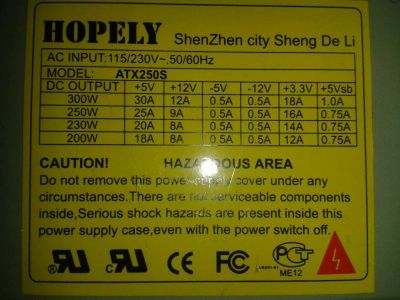 HOPELY ShenZhen city Sheng De Li
AC INPUT:115/230V~,50/60Hz
MODEL: ATX250S
DC OUTPUT +5V +12V -5V -12V +3.3V +5Vsb
300W 30A 12A 0.5A 0.5A 18A 1.0A
250W 25A 9A 0.5A 0.5A 16A 0.75A
230W 20A 8A 0.5A 0.5A 14A 0.75A
200W 18A 8A 0.5A 0.5A 12A 0.75A
CAUTION! HAZARDOUS AREA
Do not remove this power supply cover under any
circumstances.There are not serviceable components
inside,Serious shock hazards are present inside this
power supply case,even with the power switch off.
ME12